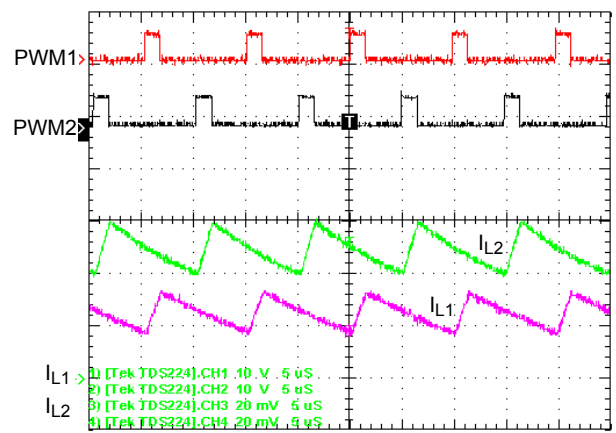 PWM1
PWM2
T
IL2
IL1
IL1
1) [Tek TDS224].CH1 10 V 5 uS
2) [Tek TDS224].CH2 10 V 5 uS
IL2
3) [Tek TDS224].CH3 20 mV 5 uS
4) [Tek TDS224].CH4 20 mV 5 uS